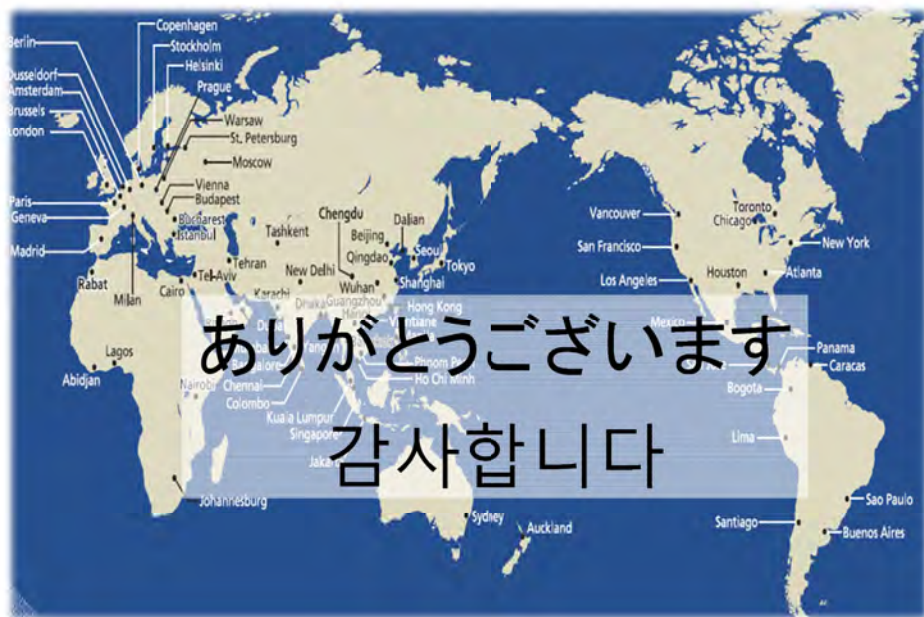 Copenhagen
Berlin
Stockholm
Helsinki
Dusseldorf
Prague
Amsterdam
Brussels
Warsaw
London
St. Petersburg
Moscow
Vienna
Paris
Budapest
Geneva
Bucharest
Istanbul
Madrid
Tashkent
Chengdu
Dalian
Beijing
Seoul
Qingdao
Tokyo
Tehran
Tel-Aviv
New Delhi
Wuhan
Shanghai
Rabat
Milan
Cairo
Karachi
Dhaka
Guangzhou
Hong Kong
Vancouver
Toronto
Chicago
San Francisco
New York
Houston
Los Angeles
Atlanta
Mexico
ありがとうございます
Lagos
Abidjan
Nairobi
Bangalore
Chennai
Colombo
Ho Chi Minh
Kuala Lumpur
Singapore
Panama
Caracas
Bogota
Lima
감사합니다
Johannesburg
Sydney
Auckland
Santiago
Sao Paulo
Buenos Aires